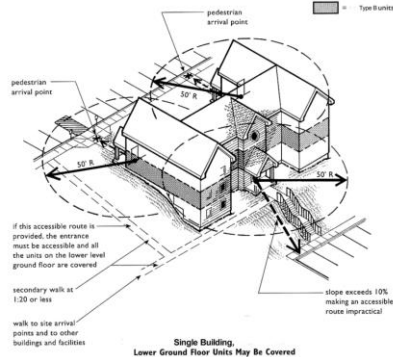 pedestrian
arrival point
= Type B units
pedestrian
arrival point
50' R
50' R
50' R
if this accessible route is
provided, the entrance
must be accessible and all
the units on the lower level
ground floor are covered
secondary walk at
1:20 or less
walk to site arrival
points and to other
buildings and facilities
slope exceeds 10%
making an accessible
route impractical
Single Building,
Lower Ground Floor Units May Be Covered